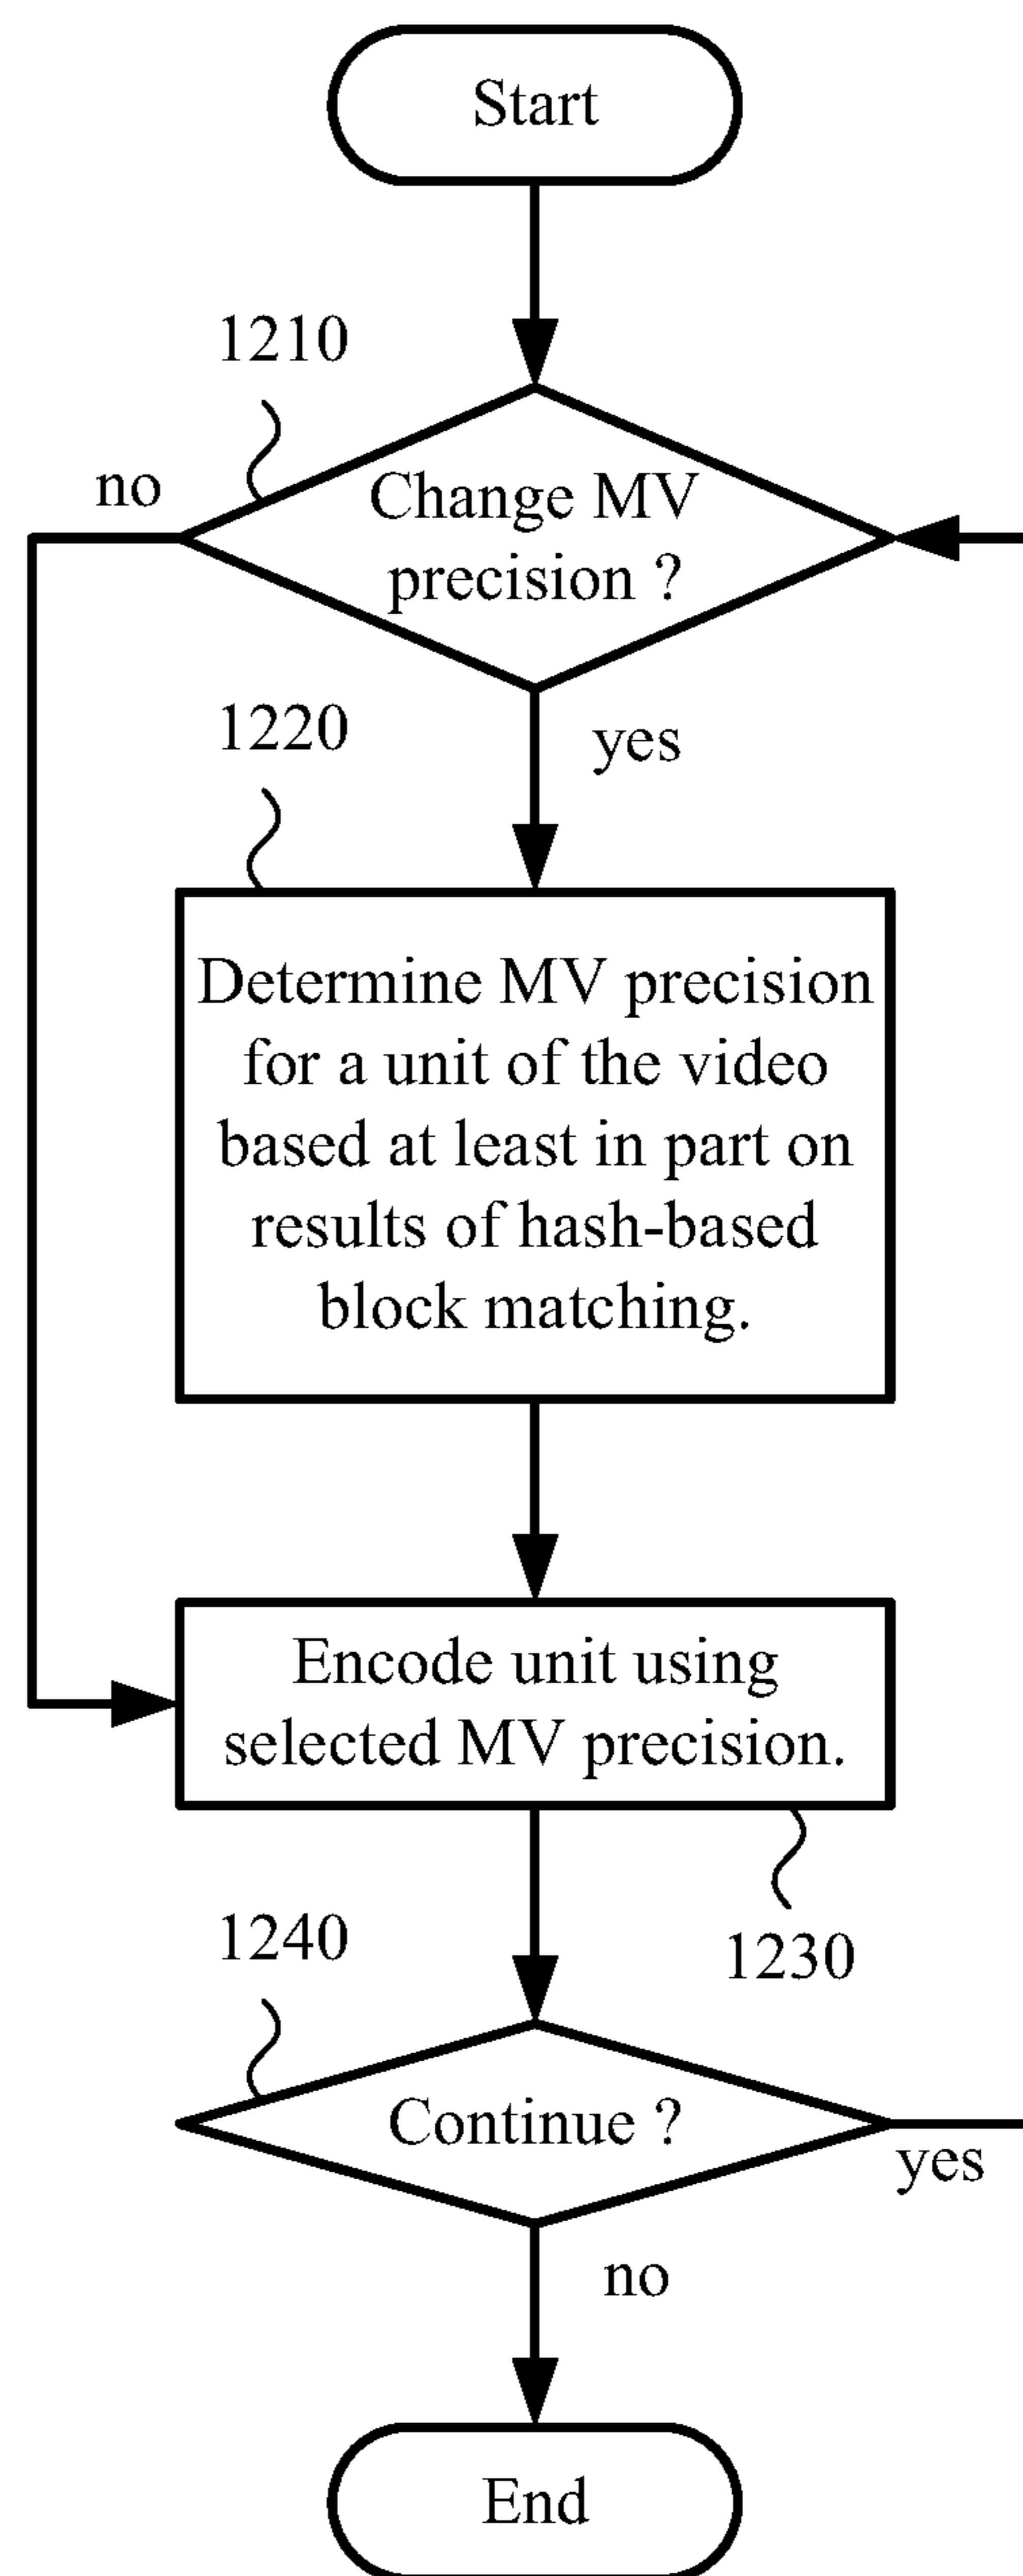 Start
1210
no
Change MV
precision ?
1220
yes
Determine MV precision
for a unit of the video
based at least in part on
results of hash-based
block matching.
Encode unit using
selected MV precision.
1230
1240
Continue ?
yes
no
End